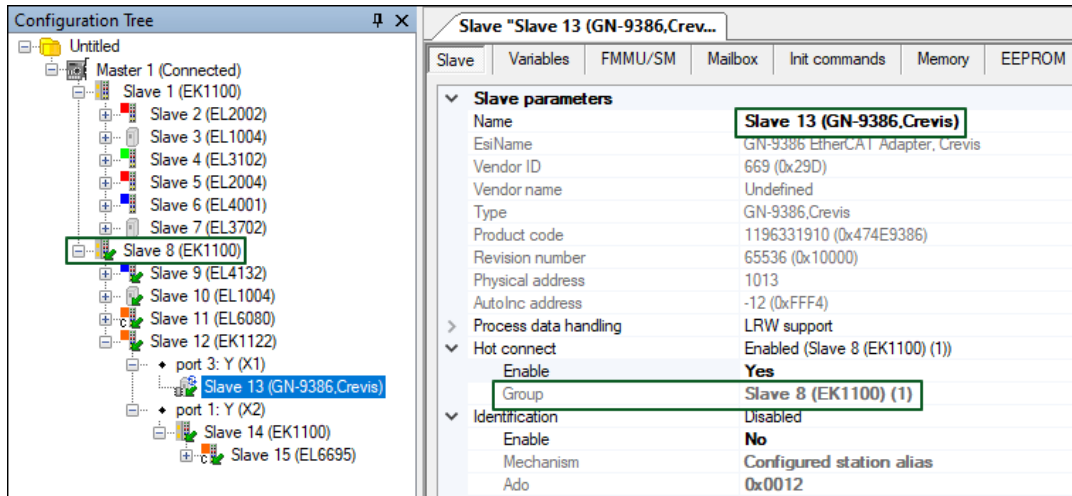 Configuration Tree
Untitled
Master 1 (Connected)
Slave 1 (EK1100)
Slave 2 (EL2002)
Slave 3 (EL1004)
Slave 4 (EL3102)
Slave 5 (EL2004)
Slave 6 (EL4001)
Slave 7 (EL3702)
Slave 8 (EK1100)
Slave 9 (EL4132)
Slave 10 (EL1004)
Slave 11 (EL6080)
Slave 12 (EK1122)
port 3: Y (X1)
Slave 13 (GN-9386,Crevis)
port 1: Y (X2)
Slave 14 (EK1100)
Slave 15 (EL6695)
Slave "Slave 13 (GN-9386,Crev...
Slave Variables FMMU/SM Mailbox Init commands Memory EEPROM
Slave parameters
Name Slave 13 (GN-9386,Crevis)
EsiName GN-9386 EtherCAT Adapter, Crevis
Vendor ID 669 (0x29D)
Vendor name Undefined
Type GN-9386,Crevis
Product code 1196331910 (0x474E9386)
Revision number 65536 (0x10000)
Physical address 1013
AutoInc address -12 (0xFFF4)
Process data handling LRW support
Hot connect Enabled (Slave 8 (EK1100) (1))
Enable Yes
Group Slave 8 (EK1100) (1)
Identification Disabled
Enable No
Mechanism Configured station alias
Ado 0x0012